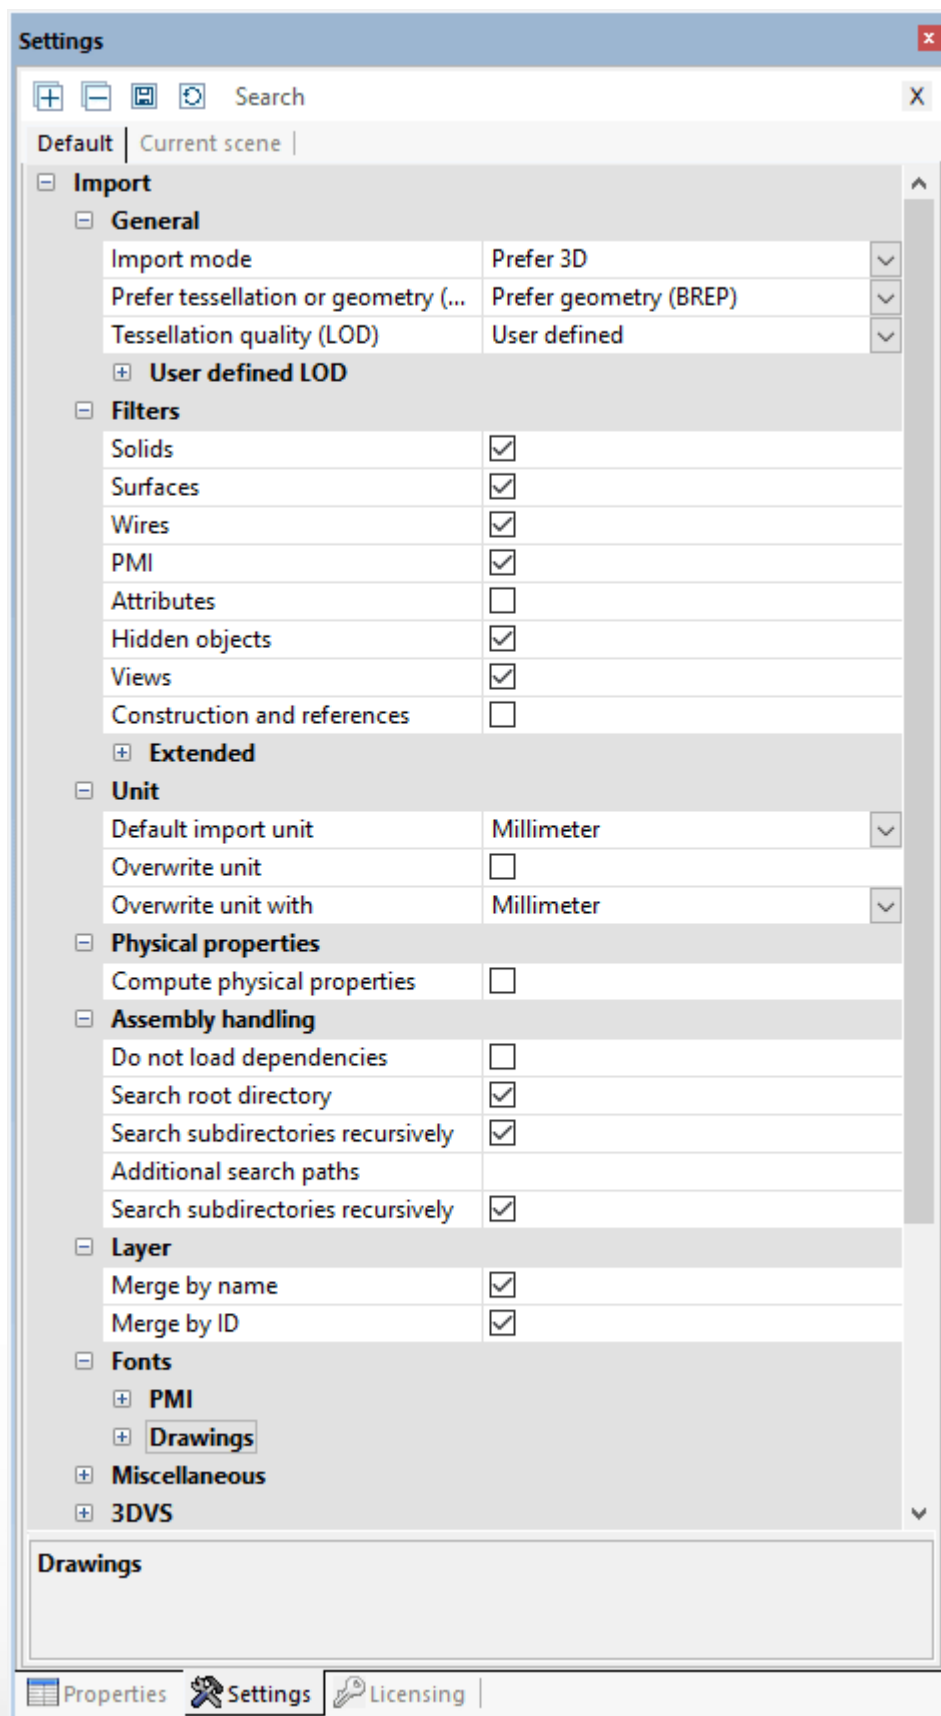 Settings
Search X
Default Current scene
Import
General
Import mode Prefer 3D
Prefer tessellation or geometry (... Prefer geometry (BREP)
Tessellation quality (LOD) User defined
User defined LOD
Filters
Solids
Surfaces
Wires
PMI
Attributes
Hidden objects
Views
Construction and references
Extended
Unit
Default import unit Millimeter
Overwrite unit
Overwrite unit with Millimeter
Physical properties
Compute physical properties
Assembly handling
Do not load dependencies
Search root directory
Search subdirectories recursively
Additional search paths
Search subdirectories recursively
Layer
Merge by name
Merge by ID
Fonts
PMI
Drawings
Miscellaneous
3DVS
Drawings
Properties Settings Licensing